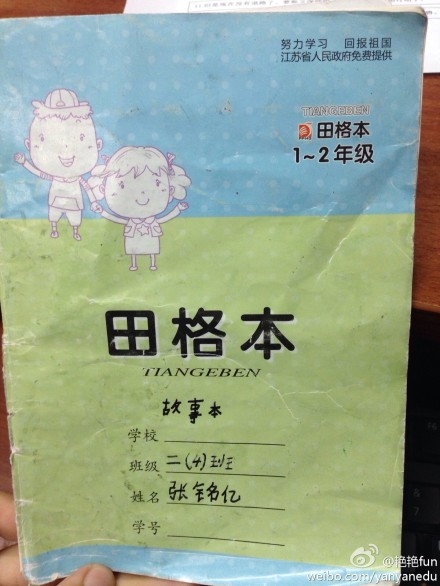 努力学习 回报祖国
江苏省人民政府免费提供
TIANGEBEN
田格本
1~2年级
田格本
TIANGEBEN
故事本
学校
班级 二(4)班
姓名 张铭亿
学号
@艳艳fun
weibo.com/yanyanedu